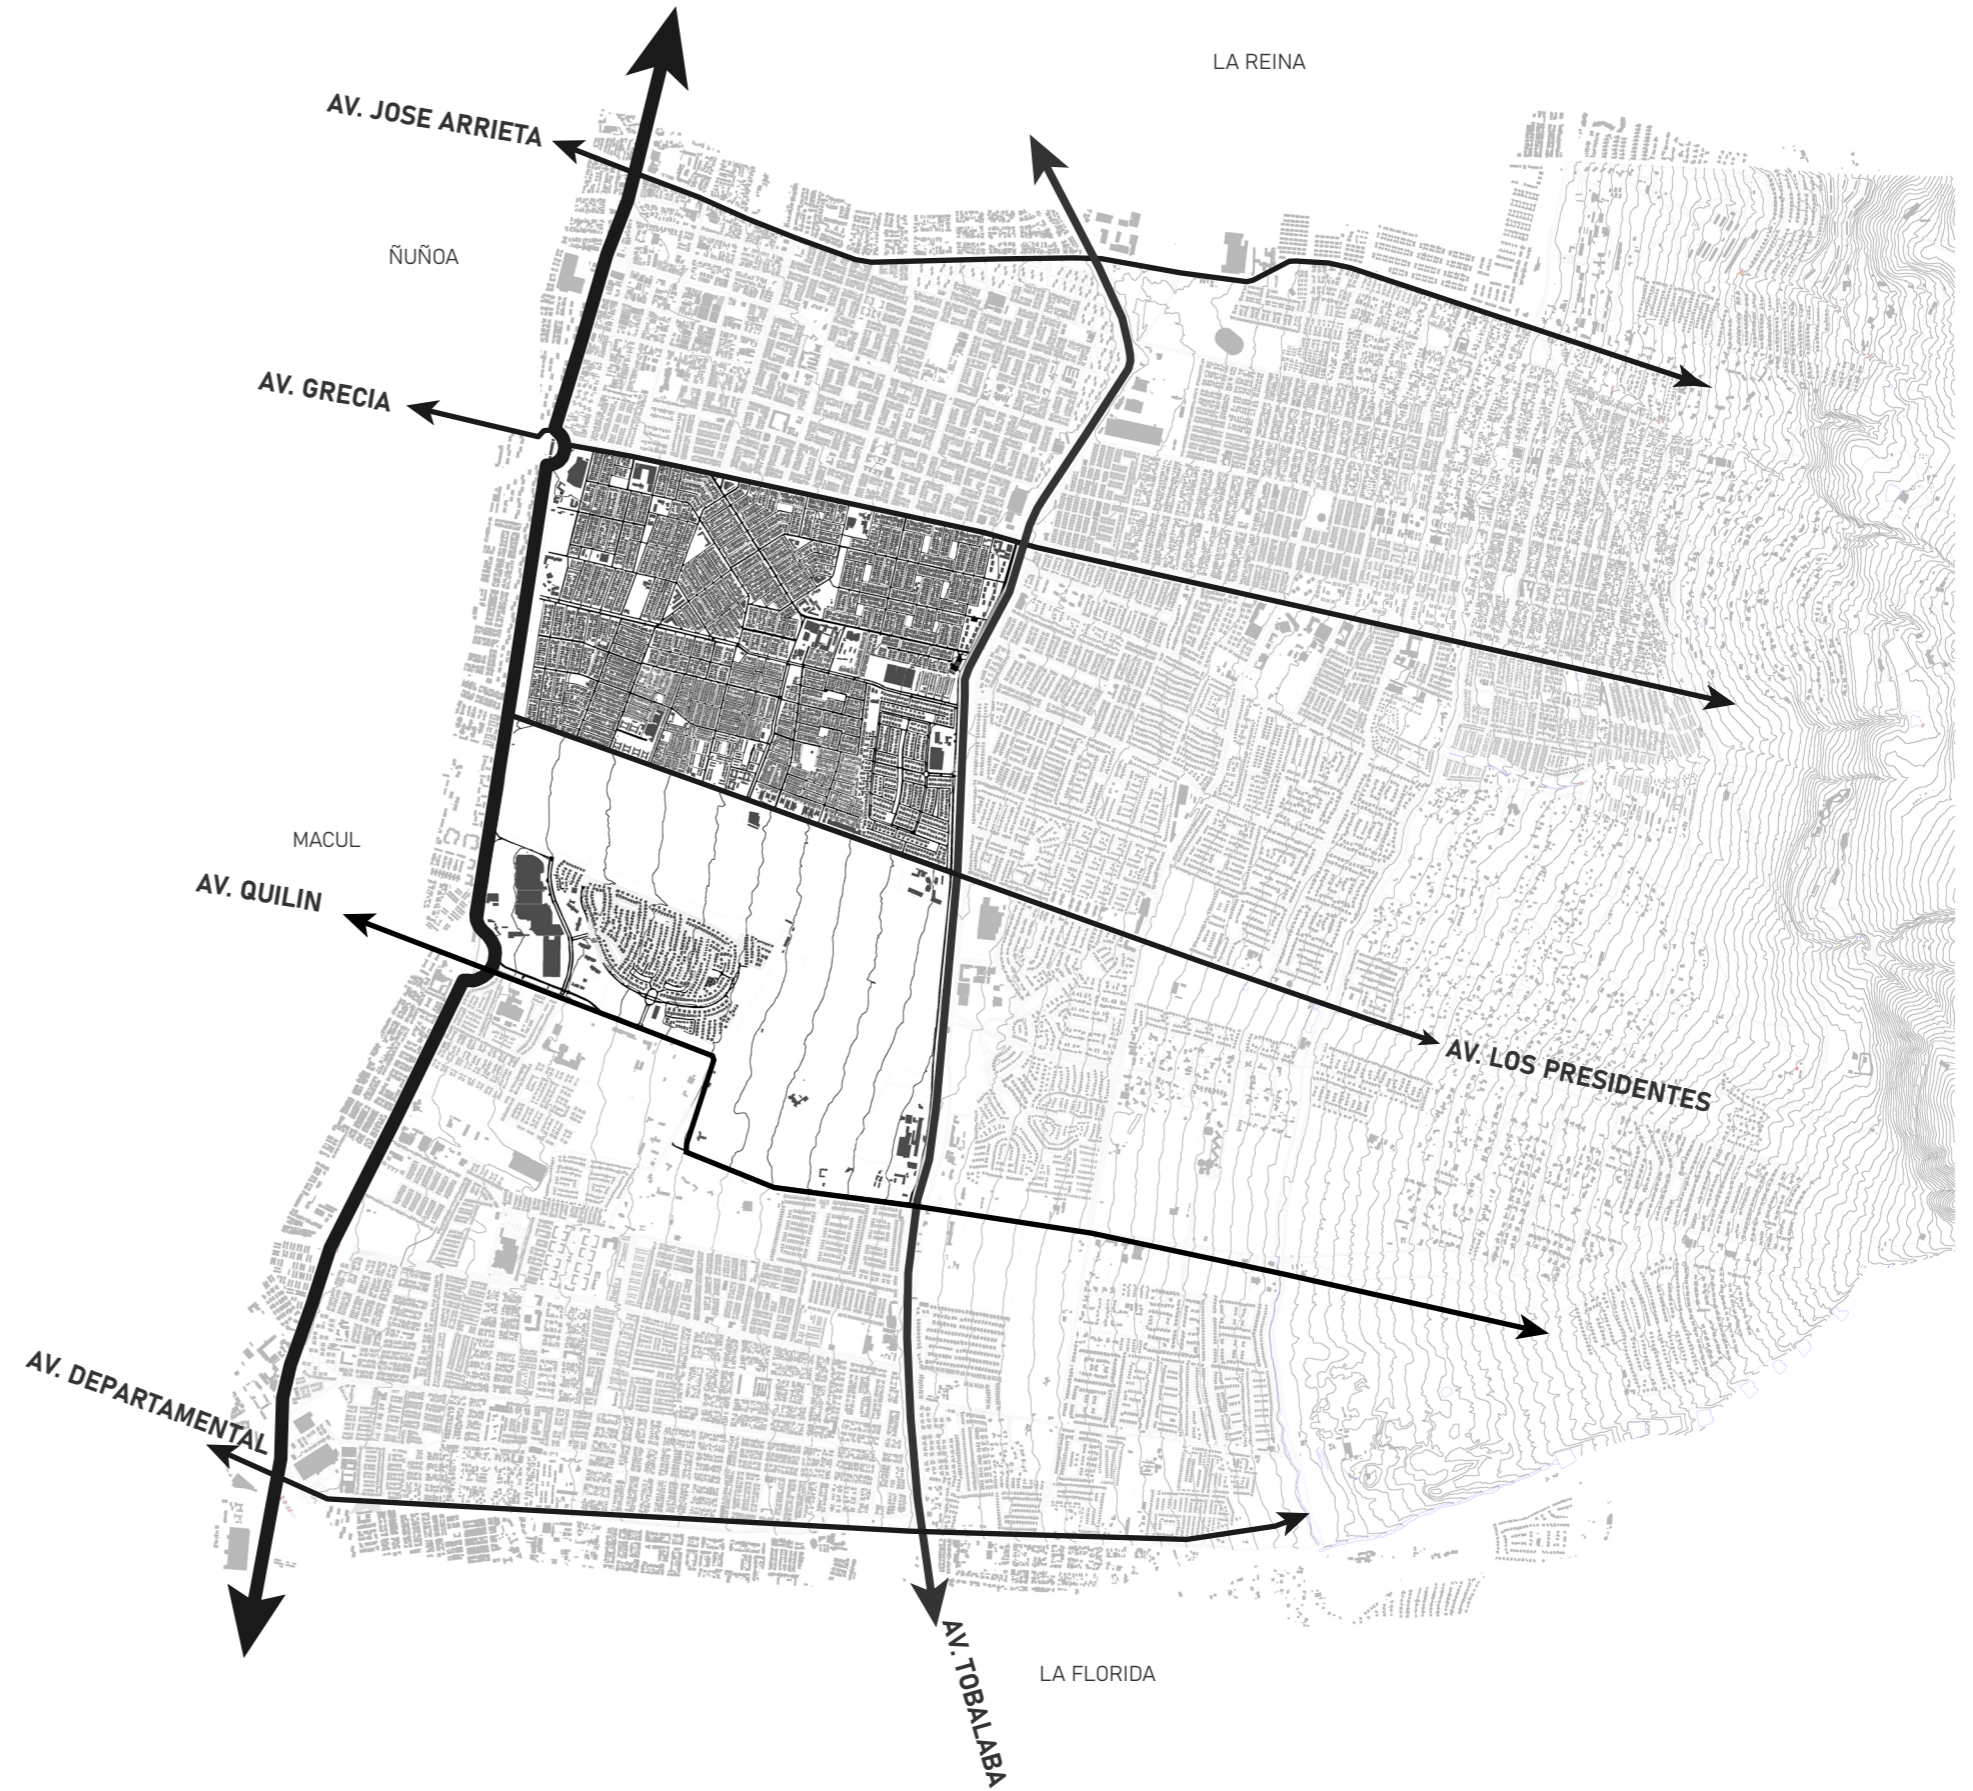 LA REINA
AV. JOSE ARRIETA
ÑUÑOA
AV. GRECIA
MACUL
AV. QUILIN
AV. LOS PRESIDENTES
AV. DEPARTAMENTAL
AV. TOBALABA
LA FLORIDA